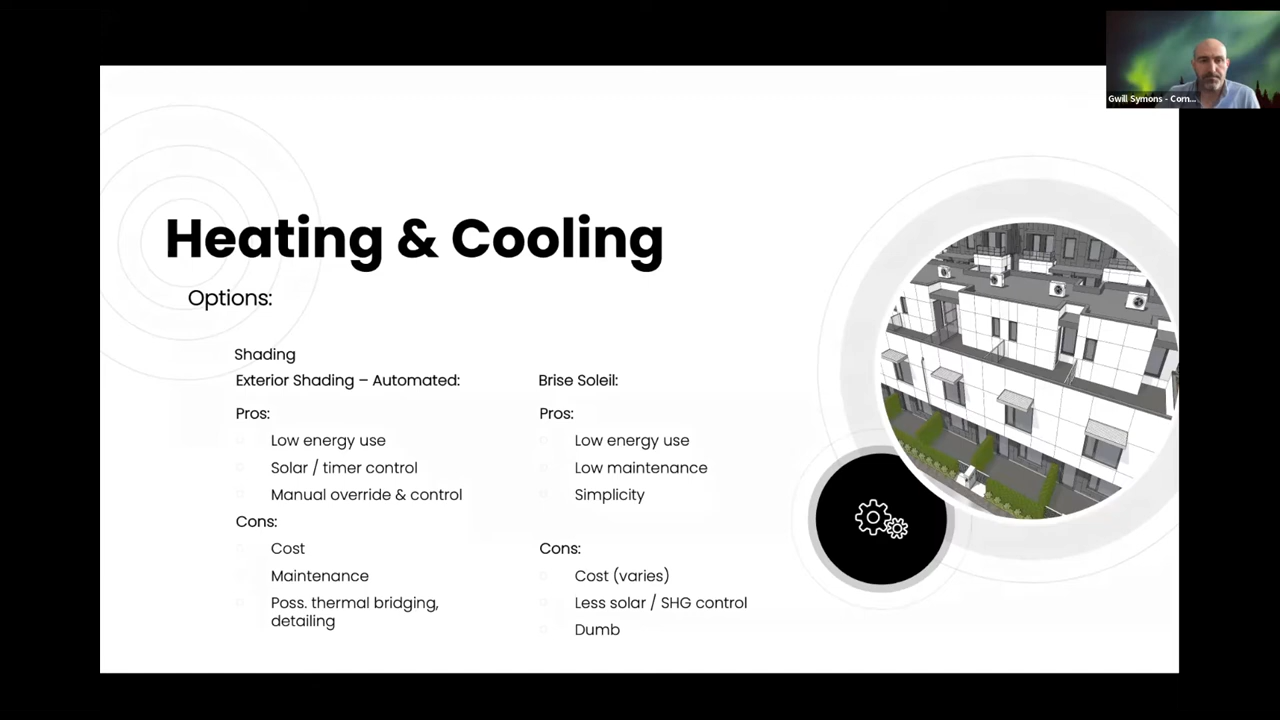 Gwill Symons - Com...
Heating & Cooling
Options:
Shading
Exterior Shading – Automated:
Pros:
Low energy use
Solar / timer control
Manual override & control
Cons:
Cost
Maintenance
Poss. thermal bridging,
detailing
Brise Soleil:
Pros:
Low energy use
Low maintenance
Simplicity
Cons:
Cost (varies)
Less solar / SHG control
Dumb